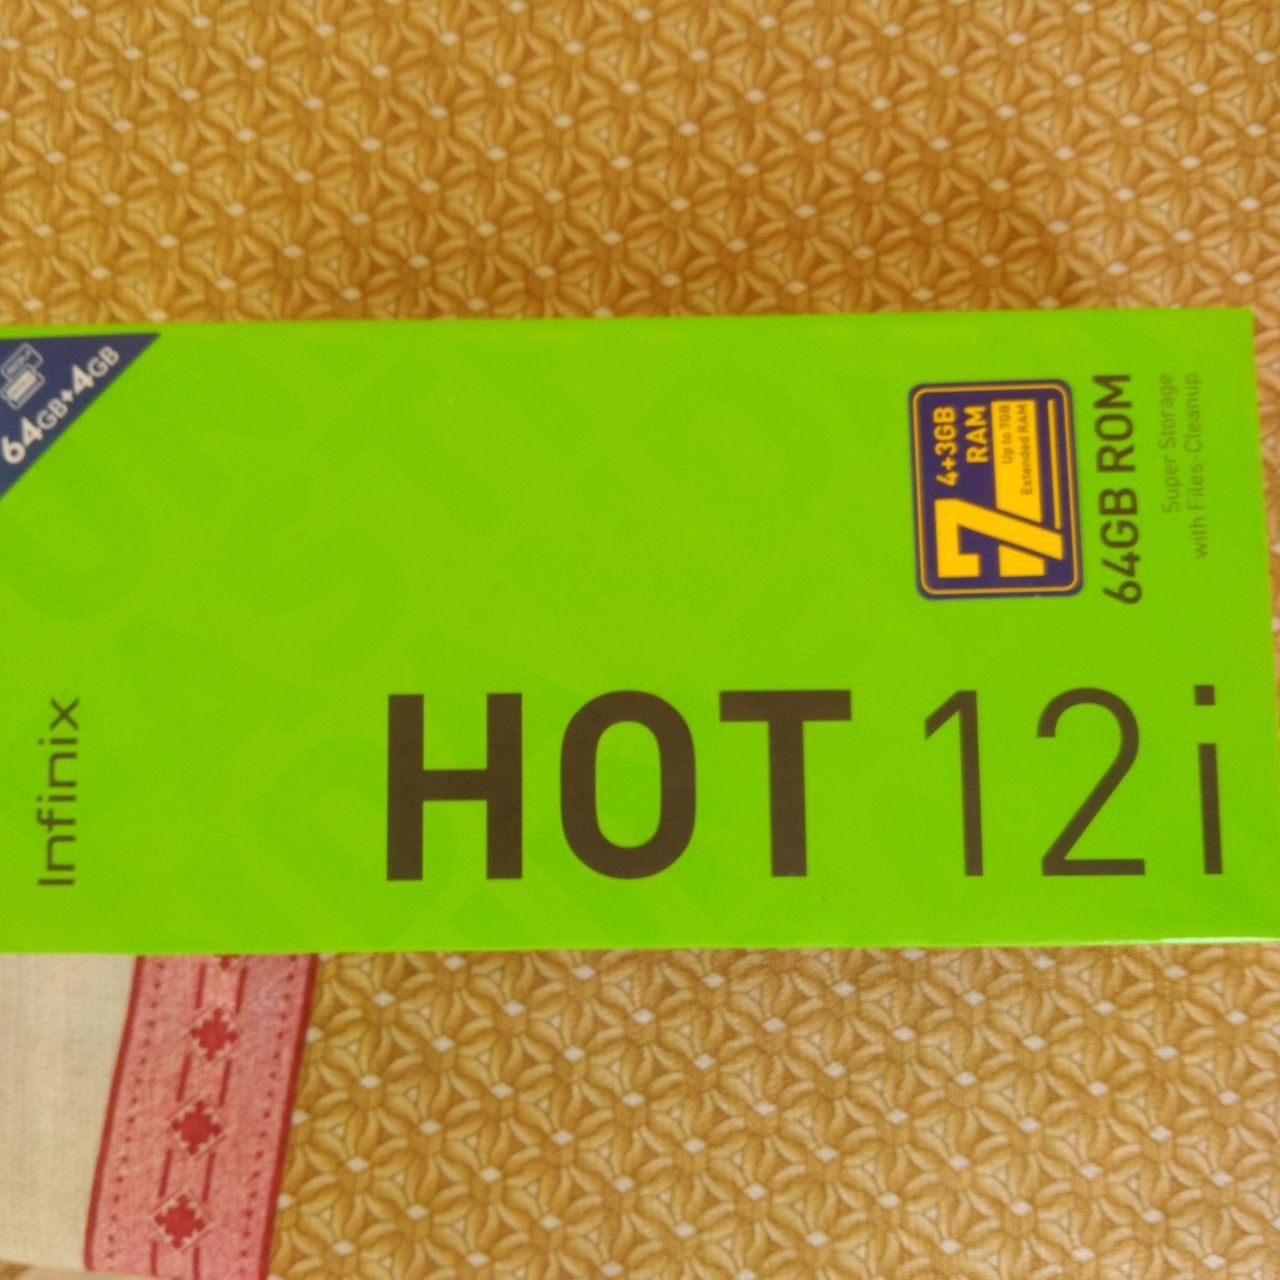 64GB+4GB
Infinix
HOT 12i
7
4+3GB
RAM
Up to 7GB
Extended RAM
64GB ROM
Super Storage
with Files-Cleanup